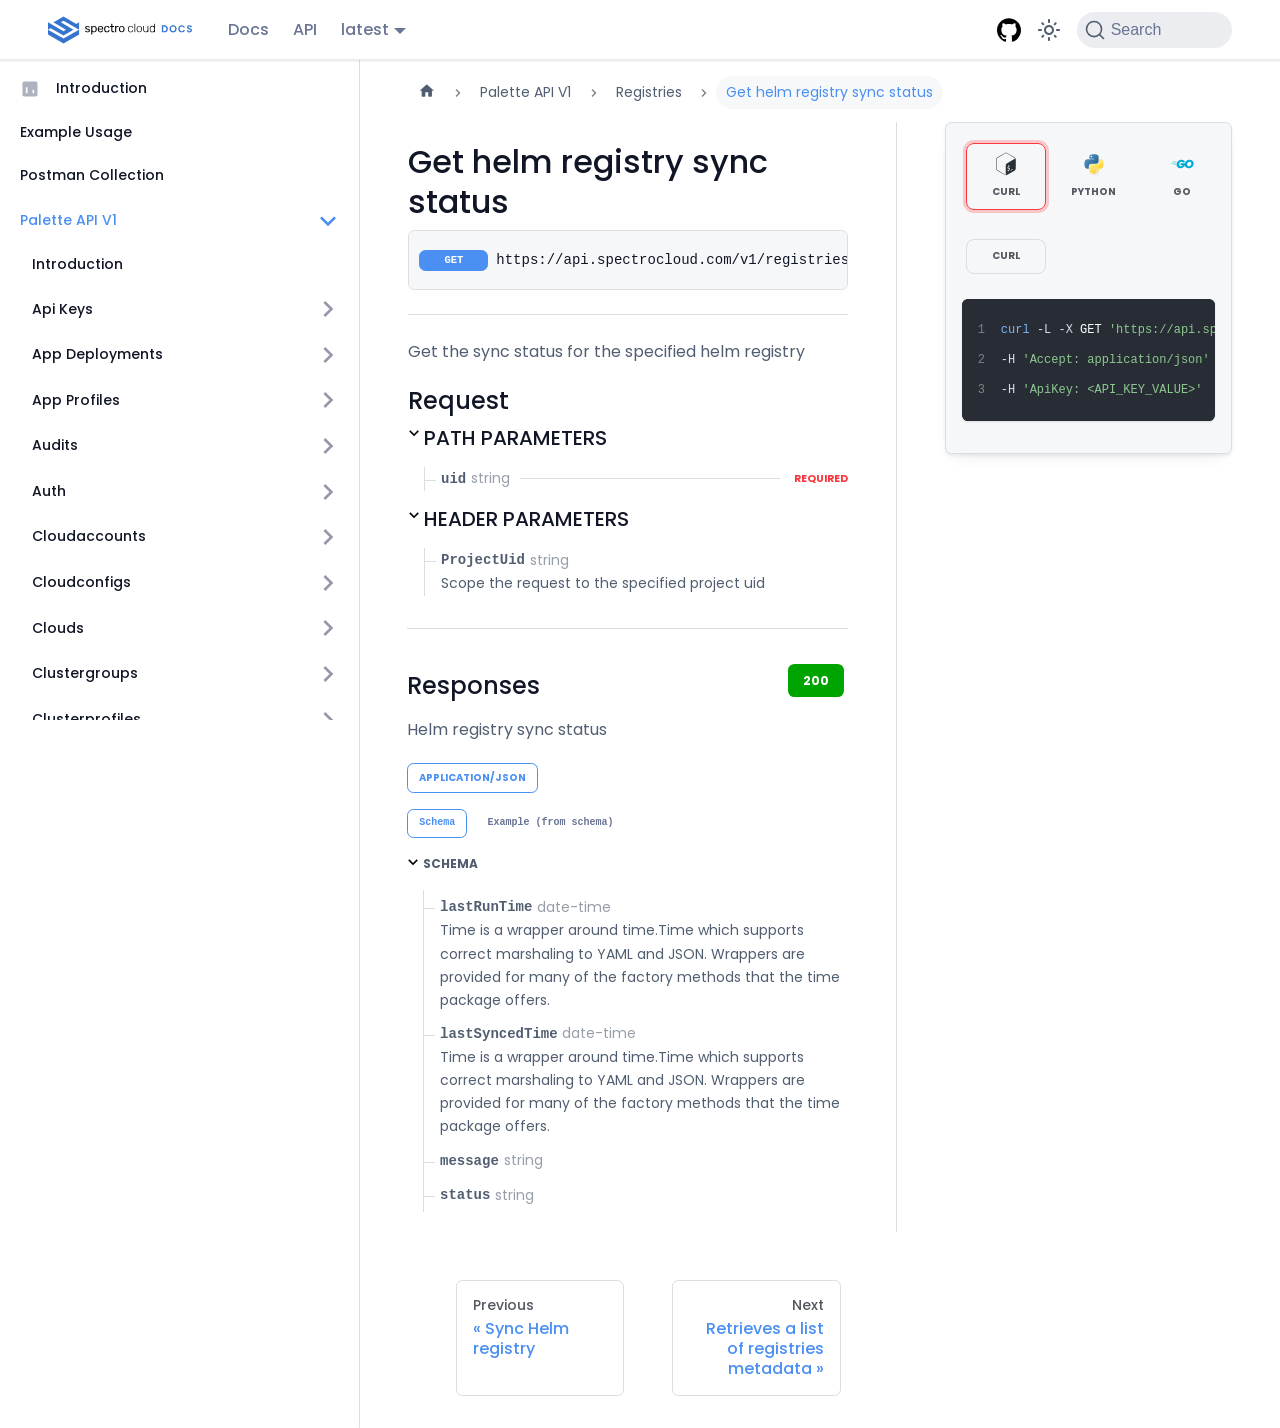 spectro cloud DOCS
Docs
API
latest
Search
Introduction
Example Usage
Postman Collection
Palette API V1
Introduction
Api Keys
App Deployments
App Profiles
Audits
Auth
Cloudaccounts
Cloudconfigs
Clouds
Clustergroups
Clusterprofiles
Palette API V1
Registries
Get helm registry sync status
Get helm registry sync
status
GET https://api.spectrocloud.com/v1/registries
Get the sync status for the specified helm registry
Request
PATH PARAMETERS
uid string REQUIRED
HEADER PARAMETERS
ProjectUid string
Scope the request to the specified project uid
Responses
200
Helm registry sync status
APPLICATION/JSON
Schema Example (from schema)
SCHEMA
lastRunTime date-time
Time is a wrapper around time.Time which supports
correct marshaling to YAML and JSON. Wrappers are
provided for many of the factory methods that the time
package offers.
lastSyncedTime date-time
Time is a wrapper around time.Time which supports
correct marshaling to YAML and JSON. Wrappers are
provided for many of the factory methods that the time
package offers.
message string
status string
CURL PYTHON GO
CURL
1 curl -L -X GET 'https://api.sp
2 -H 'Accept: application/json'
3 -H 'ApiKey: <API_KEY_VALUE>'
Previous
« Sync Helm
registry
Next
Retrieves a list
of registries
metadata »